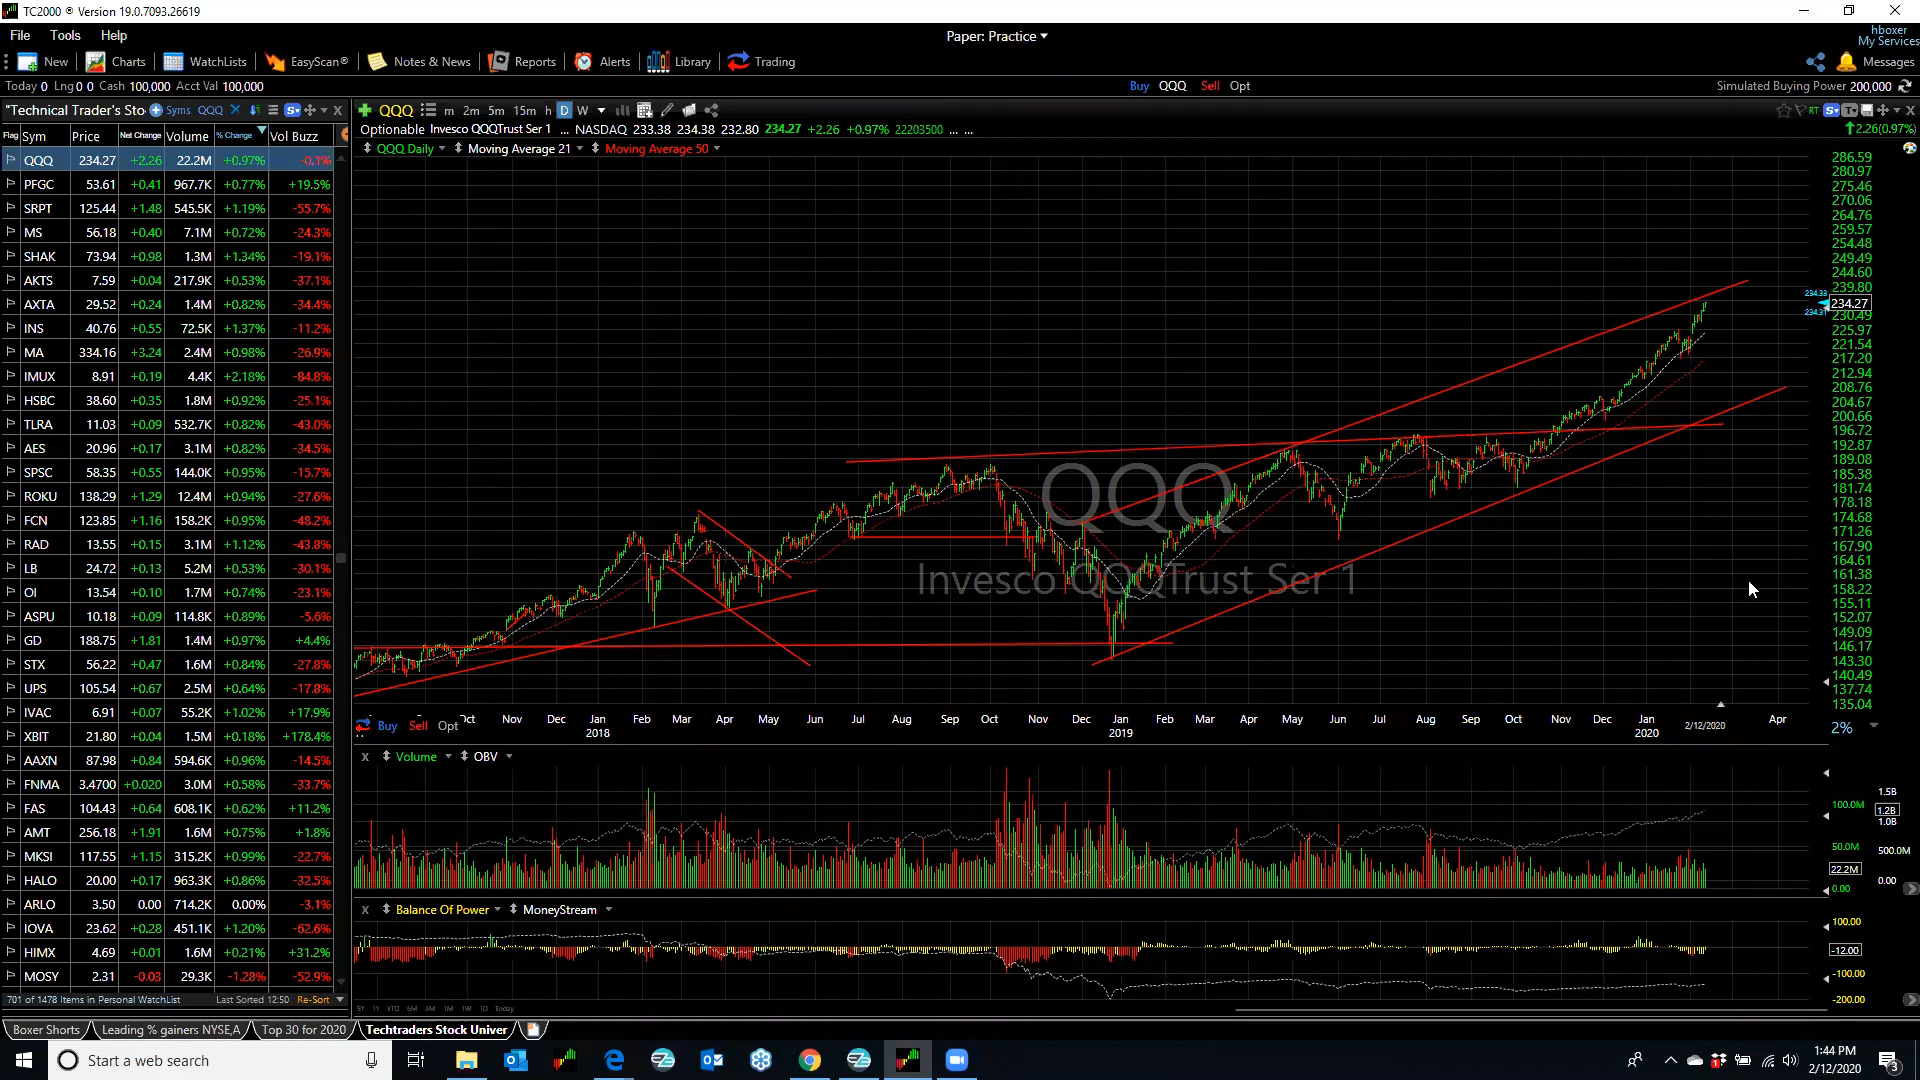 TC2000 ® Version 19.0.7093.26619
File Tools Help
Paper: Practice
hboxer
My Services
New Charts WatchLists EasyScan® Notes & News Reports Alerts Library Trading
Messages
Today 0 Lng 0 0 Cash 100,000 Acct Val 100,000
Buy QQQ Sell Opt
Simulated Buying Power 200,000
"Technical Trader's Sto Syms QQQ
QQQ m 2m 5m 15m h D W
RT
Optionable Invesco QQQTrust Ser 1 ... NASDAQ 233.38 234.38 232.80 234.27 +2.26 +0.97% 22203500 ... ...
2.26(0.97%)
QQQ Daily Moving Average 21 Moving Average 50
Flag Sym Price Net Change Volume % Change Vol Buzz
QQQ 234.27 +2.26 22.2M +0.97% -0.1%
PFGC 53.61 +0.41 967.7K +0.77% +19.5%
SRPT 125.44 +1.48 545.5K +1.19% -55.7%
MS 56.18 +0.40 7.1M +0.72% -24.3%
SHAK 73.94 +0.98 1.3M +1.34% -19.1%
AKTS 7.59 +0.04 217.9K +0.53% -37.1%
AXTA 29.52 +0.24 1.4M +0.82% -34.4%
INS 40.76 +0.55 72.5K +1.37% -11.2%
MA 334.16 +3.24 2.4M +0.98% -26.9%
IMUX 8.91 +0.19 4.4K +2.18% -84.8%
HSBC 38.60 +0.35 1.8M +0.92% -25.1%
TLRA 11.03 +0.09 532.7K +0.82% -43.0%
AES 20.96 +0.17 3.1M +0.82% -34.5%
SPSC 58.35 +0.55 144.0K +0.95% -15.7%
ROKU 138.29 +1.29 12.4M +0.94% -27.6%
FCN 123.85 +1.16 158.2K +0.95% -48.2%
RAD 13.55 +0.15 3.1M +1.12% -43.8%
LB 24.72 +0.13 5.2M +0.53% -30.1%
OI 13.54 +0.10 1.7M +0.74% -23.1%
ASPU 10.18 +0.09 114.8K +0.89% -5.6%
GD 188.75 +1.81 1.4M +0.97% +4.4%
STX 56.22 +0.47 1.6M +0.84% -27.8%
UPS 105.54 +0.67 2.5M +0.64% -17.8%
IVAC 6.91 +0.07 55.2K +1.02% +17.9%
XBIT 21.80 +0.04 1.5M +0.18% +178.4%
AAXN 87.98 +0.84 594.6K +0.96% -14.5%
FNMA 3.4700 +0.020 3.0M +0.58% -33.7%
FAS 104.43 +0.64 608.1K +0.62% +11.2%
AMT 256.18 +1.91 1.6M +0.75% +1.8%
MKSI 117.55 +1.15 315.2K +0.99% -22.7%
HALO 20.00 +0.17 963.3K +0.86% -32.5%
ARLO 3.50 0.00 714.2K 0.00% -3.1%
IOVA 23.62 +0.28 451.1K +1.20% -62.6%
HIMX 4.69 +0.01 1.6M +0.21% +31.2%
MOSY 2.31 -0.03 29.3K -1.28% -52.9%
701 of 1478 Items in Personal WatchList Last Sorted 12:50 Re-Sort
QQQ
Invesco QQQTrust Ser 1
286.59
280.97
275.46
270.06
264.76
259.57
254.48
249.49
244.60
239.80
234.33
234.27
234.31
230.49
225.97
221.54
217.20
212.94
208.76
204.67
200.66
196.72
192.87
189.08
185.38
181.74
178.18
174.68
171.26
167.90
164.61
161.38
158.22
155.11
152.07
149.09
146.17
143.30
140.49
137.74
135.04
2%
Buy Sell Opt
Oct Nov Dec Jan Feb Mar Apr May Jun Jul Aug Sep Oct Nov Dec Jan Feb Mar Apr May Jun Jul Aug Sep Oct Nov Dec Jan 2/12/2020 Apr
2018 2019 2020
X Volume OBV
1.5B
100.0M 1.2B
1.0B
50.0M 500.0M
22.2M
0.00 0.00
X Balance Of Power MoneyStream
100.00
-12.00
-100.00
-200.00
5Y 1Y YTD 6M 3M 1M 1W 1D Today
Boxer Shorts Leading % gainers NYSE,A Top 30 for 2020 Techtraders Stock Univer
Start a web search
1:44 PM
2/12/2020
3